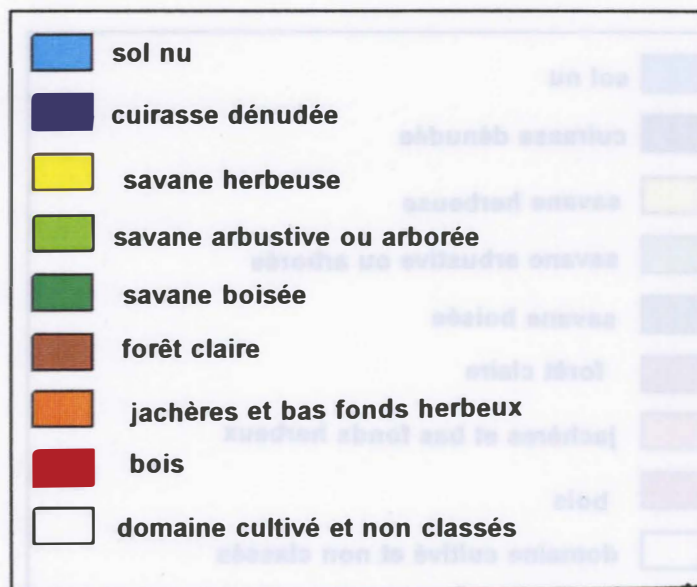 sol nu
cuirasse dénudée
savane herbeuse
savane arbustive ou arborée
savane boisée
forêt claire
jachères et bas fonds herbeux
bois
domaine cultivé et non classés